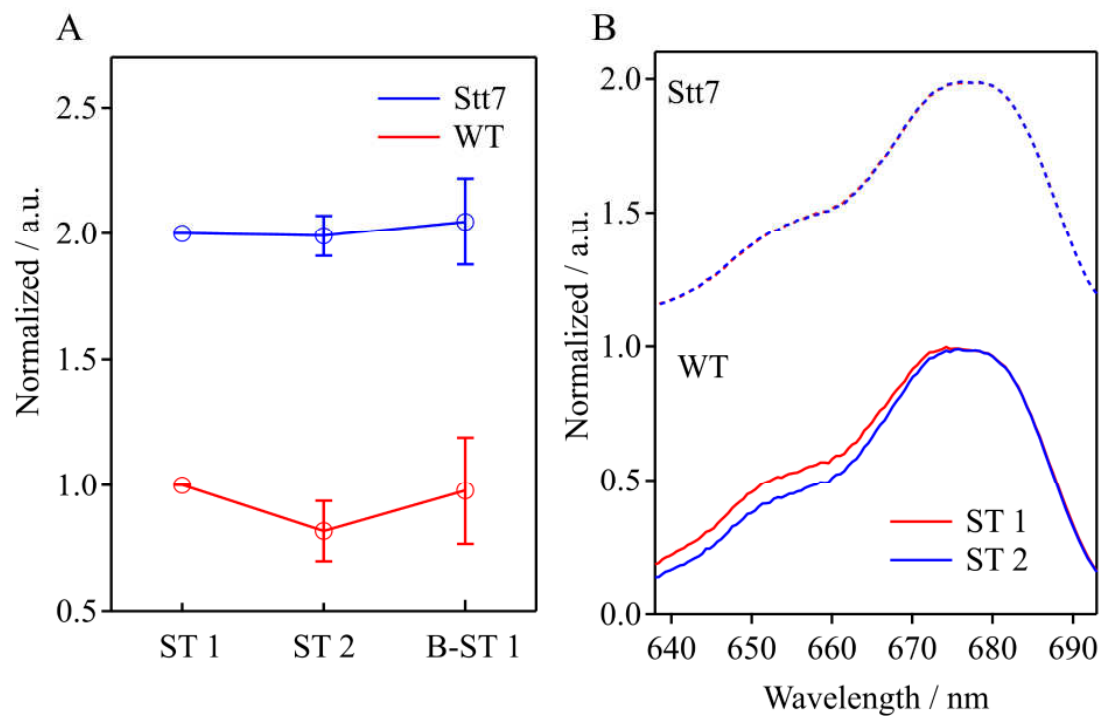 A
Normalized / a.u.
2.5
2.0
1.5
1.0
0.5
Stt7
WT
ST 1
ST 2
B-ST 1
B
Normalized / a.u.
2.0
1.5
1.0
0.5
0.0
Stt7
WT
ST 1
ST 2
640
650
660
670
680
690
Wavelength / nm